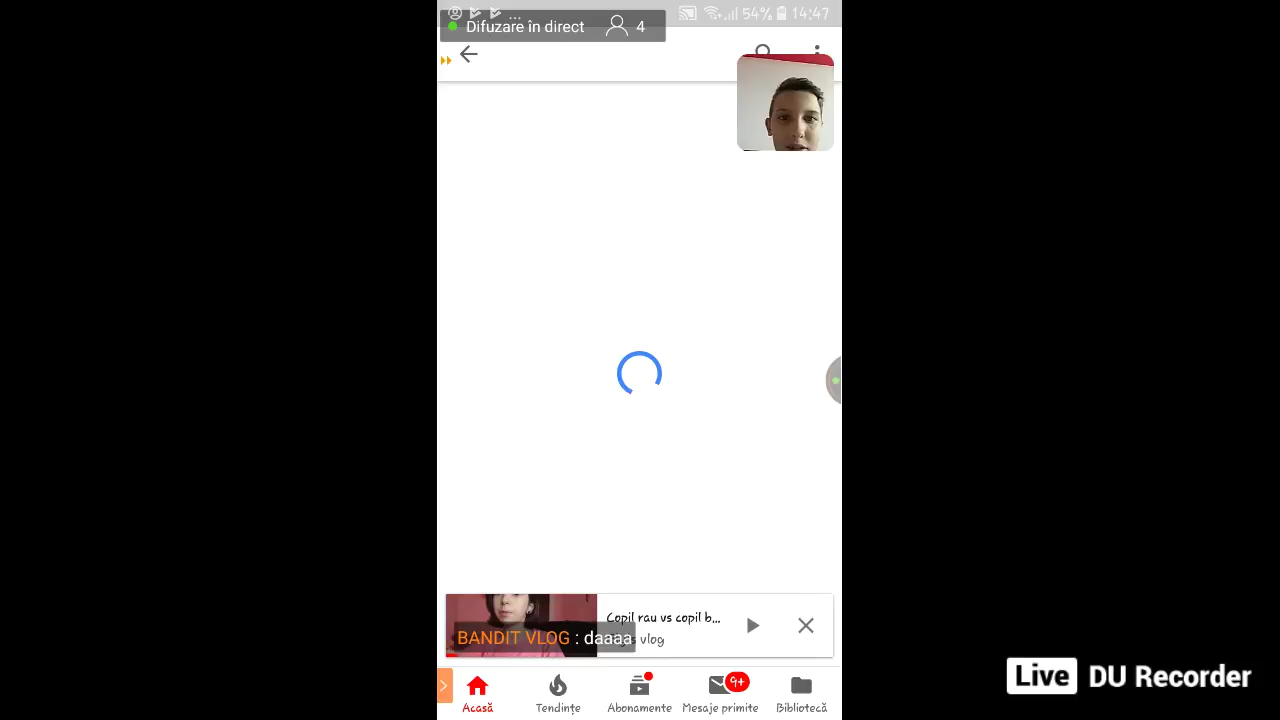 54% 14:47
Difuzare în direct 4
Copil rau vs copil b...
BANDIT VLOG : daaaa
vlog
9+
Acasă Tendințe Abonamente Mesaje primite Bibliotecă
Live DU Recorder